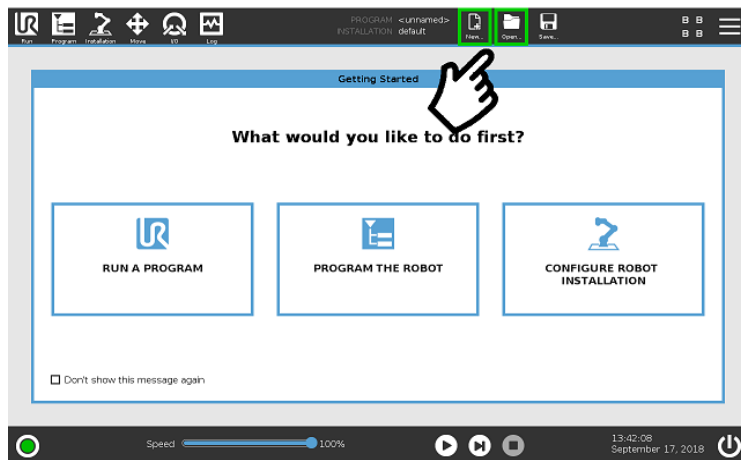 PROGRAM <unnamed>
INSTALLATION default
Run Program Installation Move I/O Log New... Open... Save...
B B
B B
Getting Started
What would you like to do first?
RUN A PROGRAM
PROGRAM THE ROBOT
CONFIGURE ROBOT
INSTALLATION
Don't show this message again
Speed 100%
13:42:08
September 17, 2018